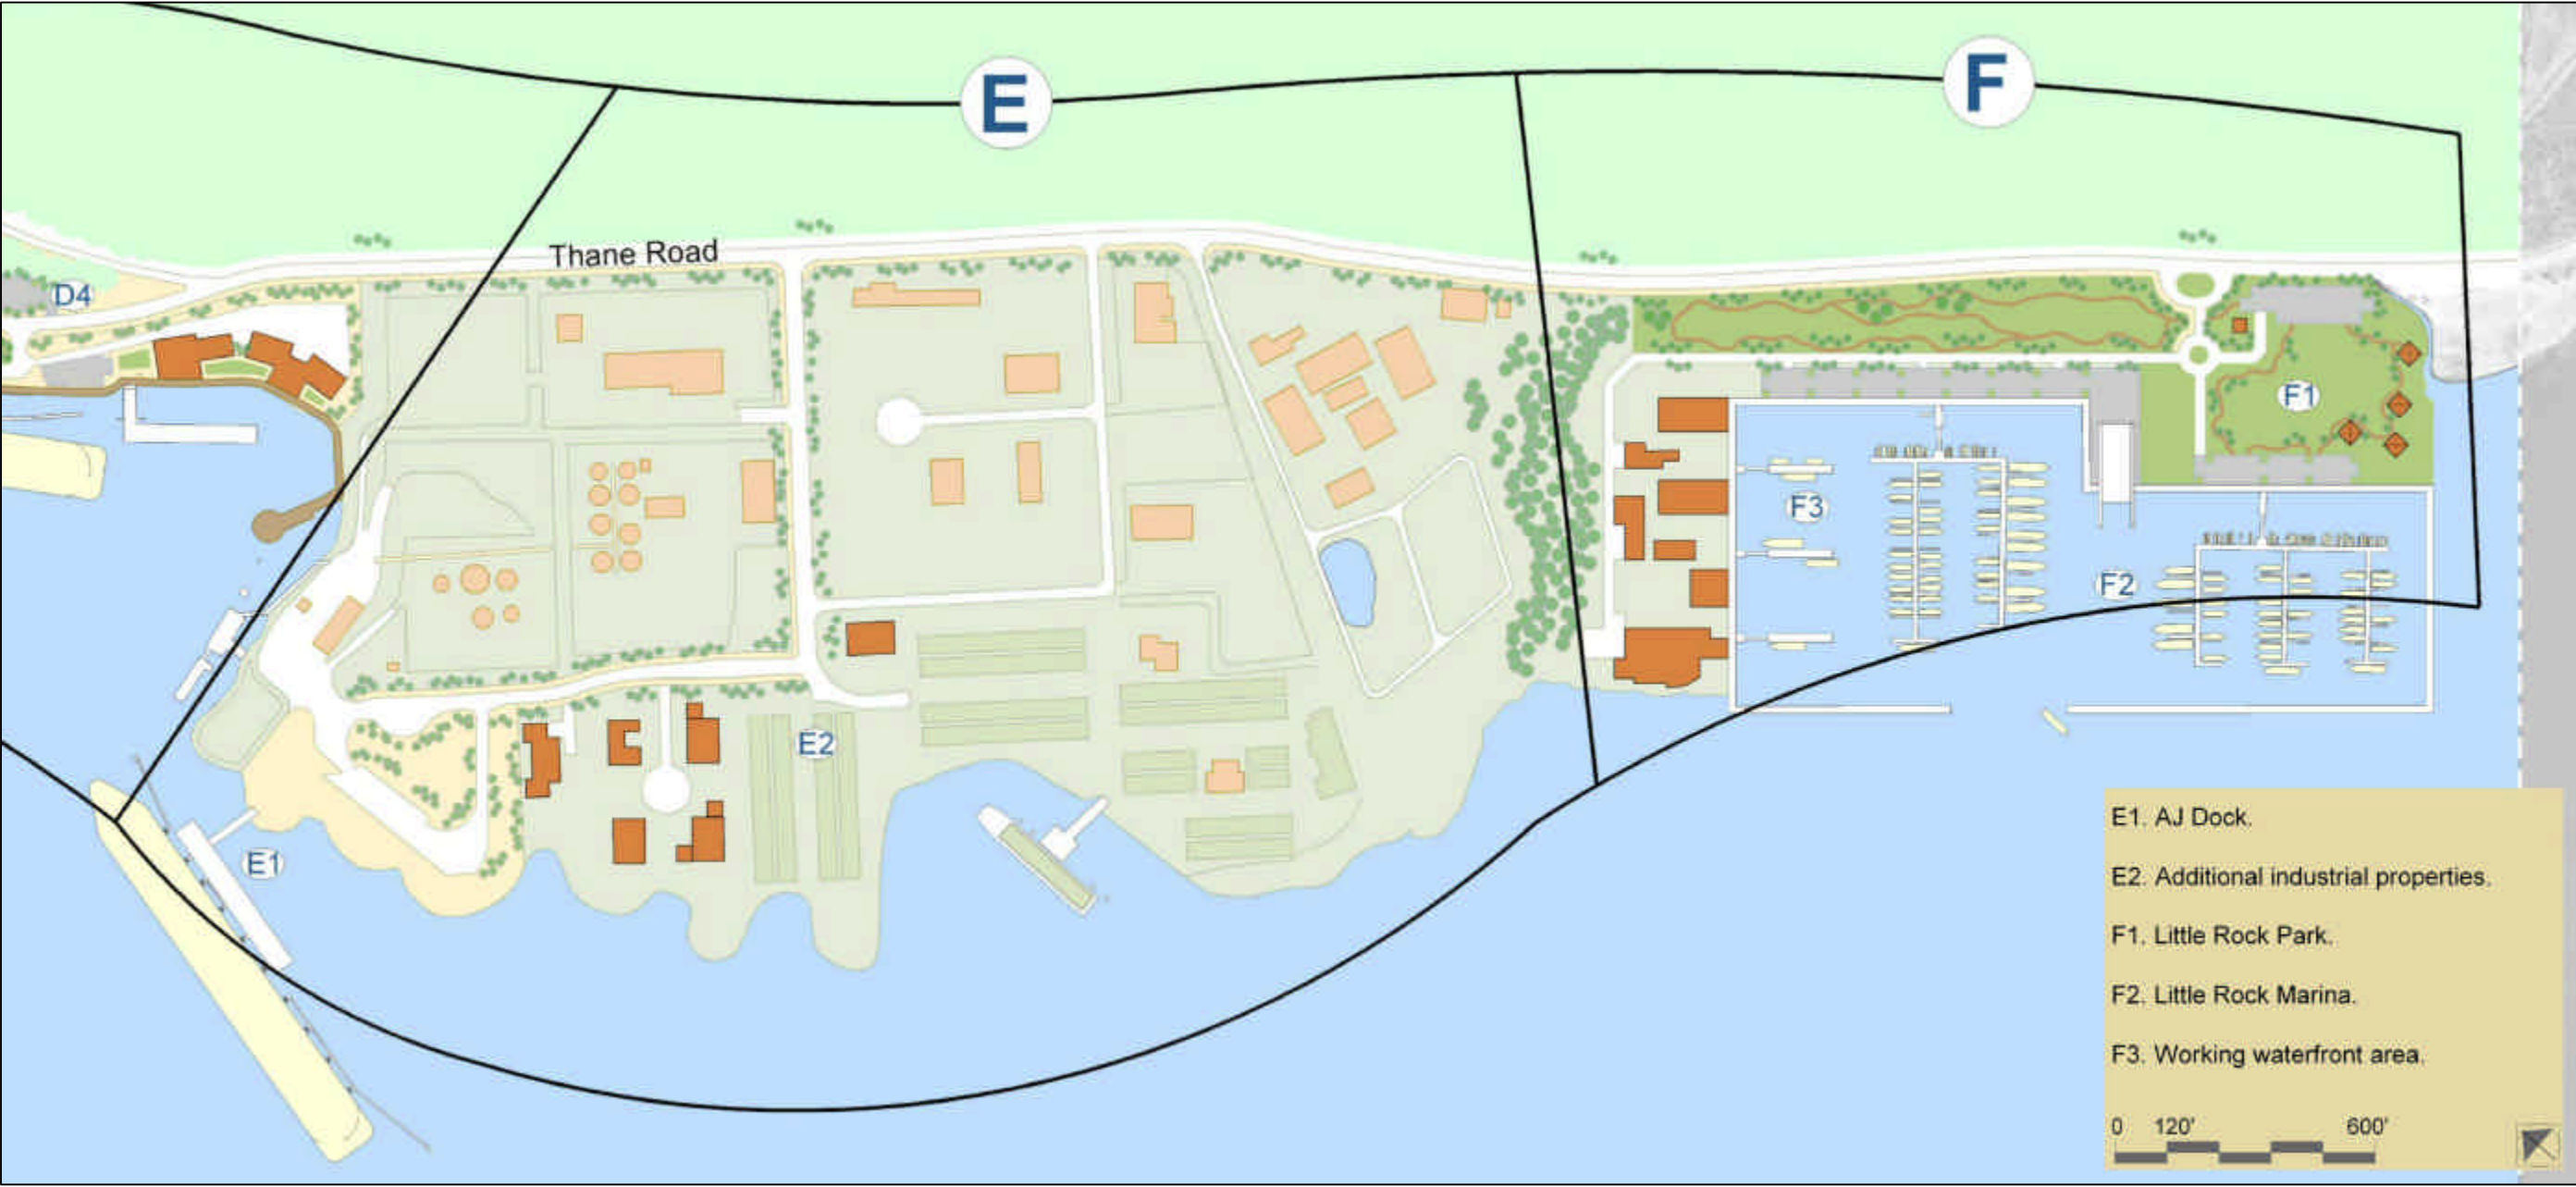 E
F
Thane Road
D4
F1
F3
F2
E2
E1
E1. AJ Dock.
E2. Additional industrial properties.
F1. Little Rock Park.
F2. Little Rock Marina.
F3. Working waterfront area.
0 120' 600'